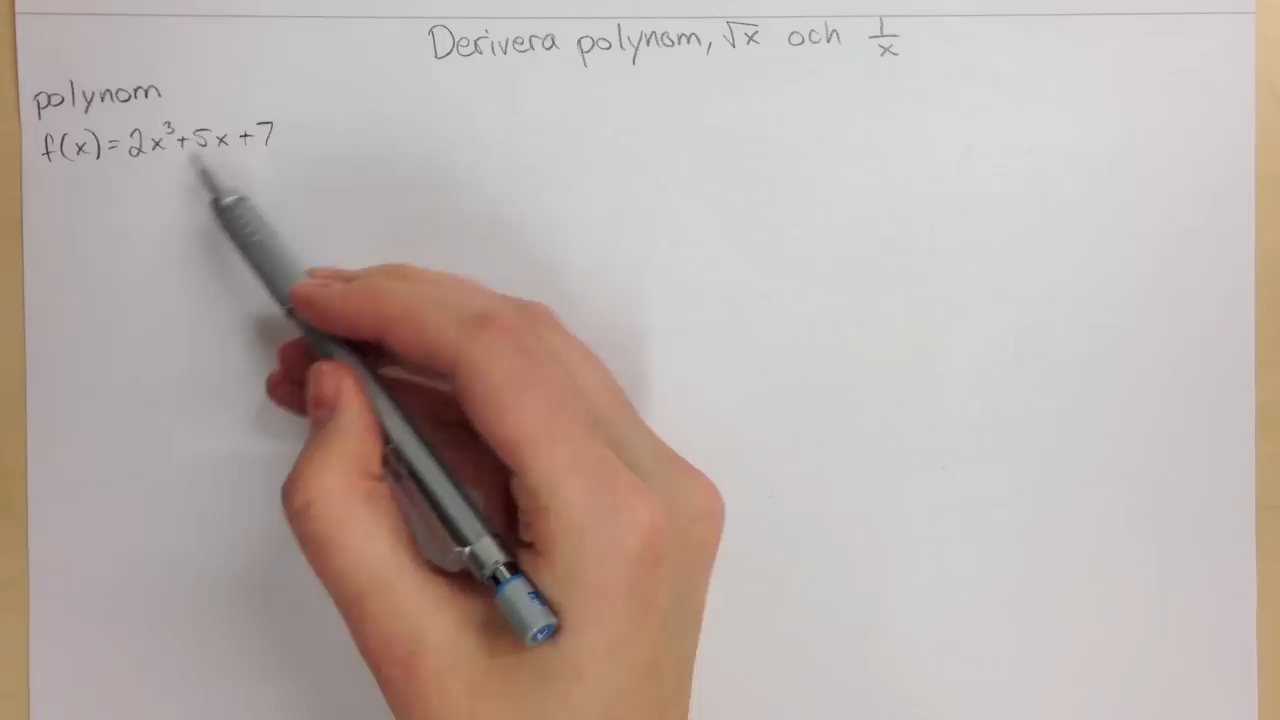 Derivera polynom, √x och 1/x
polynom
f(x)=2x³+5x+7